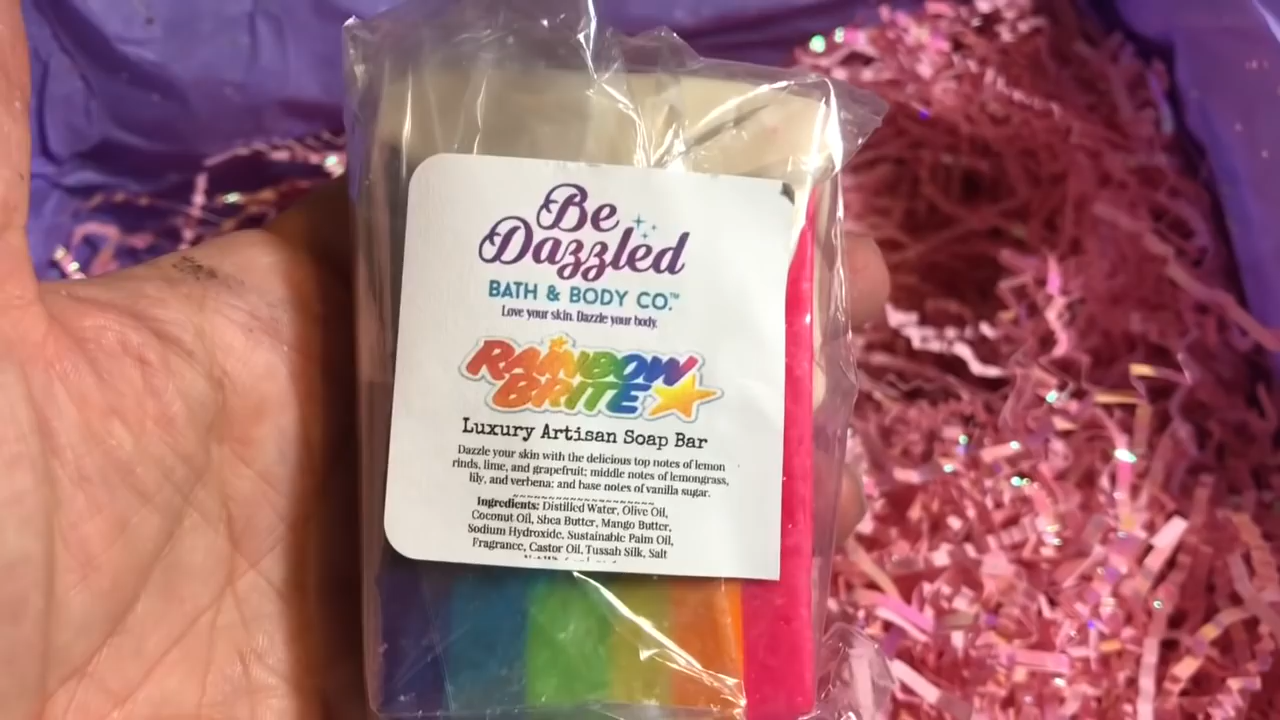 Be
Dazzled
BATH & BODY CO.™
Love your skin. Dazzle your body.
RAINBOW
BRITE
Luxury Artisan Soap Bar
Dazzle your skin with the delicious top notes of lemon
rinds, lime, and grapefruit; middle notes of lemongrass,
lily, and verbena; and base notes of vanilla sugar.
~~~~~~~~~~~~~~~~~~~~
Ingredients: Distilled Water, Olive Oil,
Coconut Oil, Shea Butter, Mango Butter,
Sodium Hydroxide, Sustainable Palm Oil,
Fragrance, Castor Oil, Tussah Silk, Salt